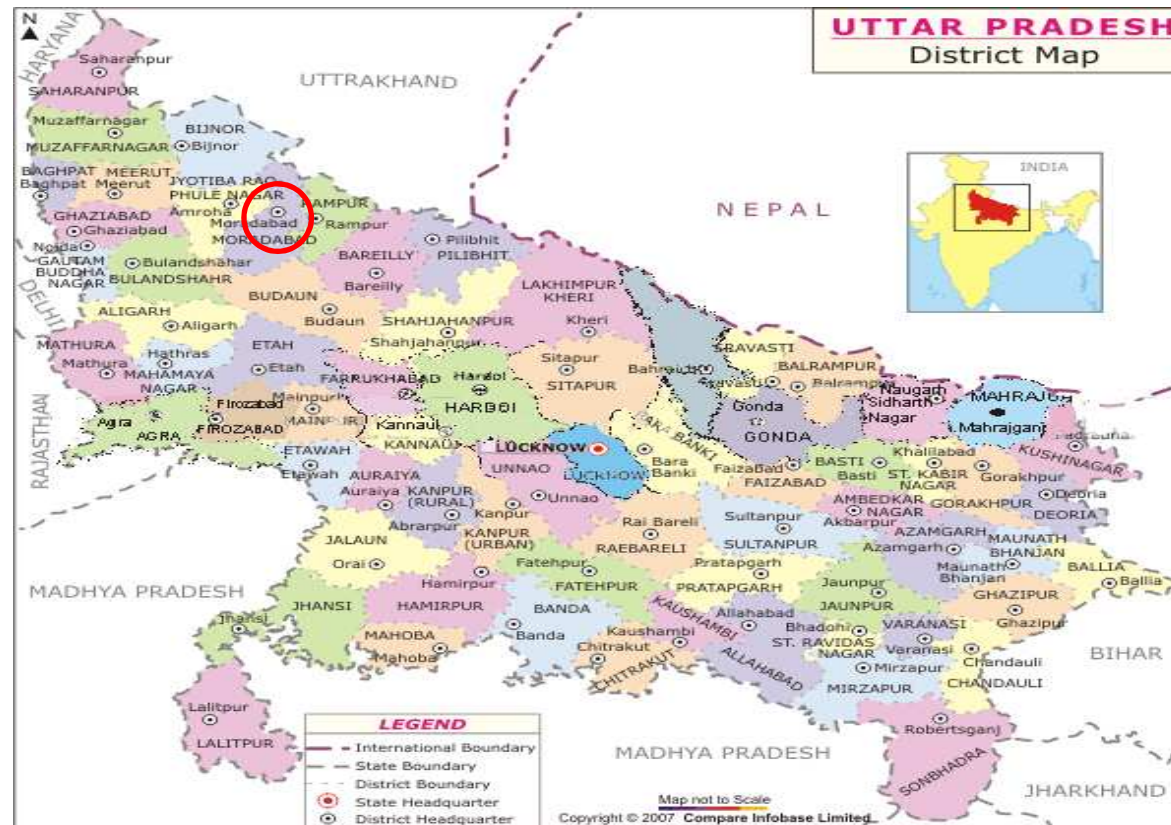 N
UTTAR PRADESH
District Map
HARYANA
Saharanpur
SAHARANPUR
UTTRAKHAND
Muzaffarnagar
MUZAFFARNAGAR
BIJNOR
Bijnor
BAGHPAT
Baghpat
MEERUT
Meerut
JYOTIBA RAO
PHULE NAGAR
Amroha
Moradabad
MORADABAD
RAMPUR
Rampur
INDIA
NEPAL
GHAZIABAD
Ghaziabad
Noida
GAUTAM
BUDDHA
NAGAR
DELHI
Bulandshahar
BULANDSHAHR
BAREILLY
Bareilly
Pilibhit
PILIBHIT
LAKHIMPUR
KHERI
Kheri
BUDAUN
Budaun
SHAHJAHANPUR
Shahjahanpur
ALIGARH
Aligarh
MATHURA
Mathura
Hathras
MAHAMAYA
NAGAR
ETAH
Etah
FARRUKHABAD
Hardoi
HARDOI
Sitapur
SITAPUR
Bahraich
SRAVASTI
Sravasti
BALRAMPUR
Balrampur
Naugarh
Sidharth
Nagar
MAHRAJGH
Mahrajganj
RAJASTHAN
Agra
AGRA
Firozabad
FIROZABAD
Mainpuri
MAINPURI
Kannauj
KANNAUJ
BARA BANKI
Bara
Banki
Gonda
GONDA
KUSHINAGAR
LUCKNOW
LUCKNOW
UNNAO
Unnao
ETAWAH
Etawah
AURAIYA
Auraiya
KANPUR
(RURAL)
Abrarpur
Kanpur
KANPUR
(URBAN)
Faizabad
FAIZABAD
BASTI
Basti
Khalilabad
ST. KABIR
NAGAR
Gorakhpur
GORAKHPUR
Deoria
DEORIA
AMBEDKAR
NAGAR
Akbarpur
AZAMGARH
Azamgarh
MAUNATH
BHANJAN
Maunath
Bhanjan
BALLIA
Ballia
Rai Bareli
RAEBARELI
Sultanpur
SULTANPUR
JALAUN
Orai
Hamirpur
HAMIRPUR
Fatehpur
FATEHPUR
Pratapgarh
PRATAPGARH
Jaunpur
JAUNPUR
GHAZIPUR
Ghazipur
MADHYA PRADESH
JHANSI
Jhansi
MAHOBA
Mahoba
BANDA
Banda
Kaushambi
KAUSHAMBI
Chitrakut
CHITRAKUT
Allahabad
ALLAHABAD
Bhadohi
ST. RAVIDAS
NAGAR
VARANASI
Varanasi
Mirzapur
MIRZAPUR
Chandauli
CHANDAULI
BIHAR
Lalitpur
LALITPUR
Robertsganj
SONBHADRA
MADHYA PRADESH
JHARKHAND
LEGEND
International Boundary
State Boundary
District Boundary
State Headquarter
District Headquarter
Map not to Scale
Copyright © 2007 Compare Infobase Limited